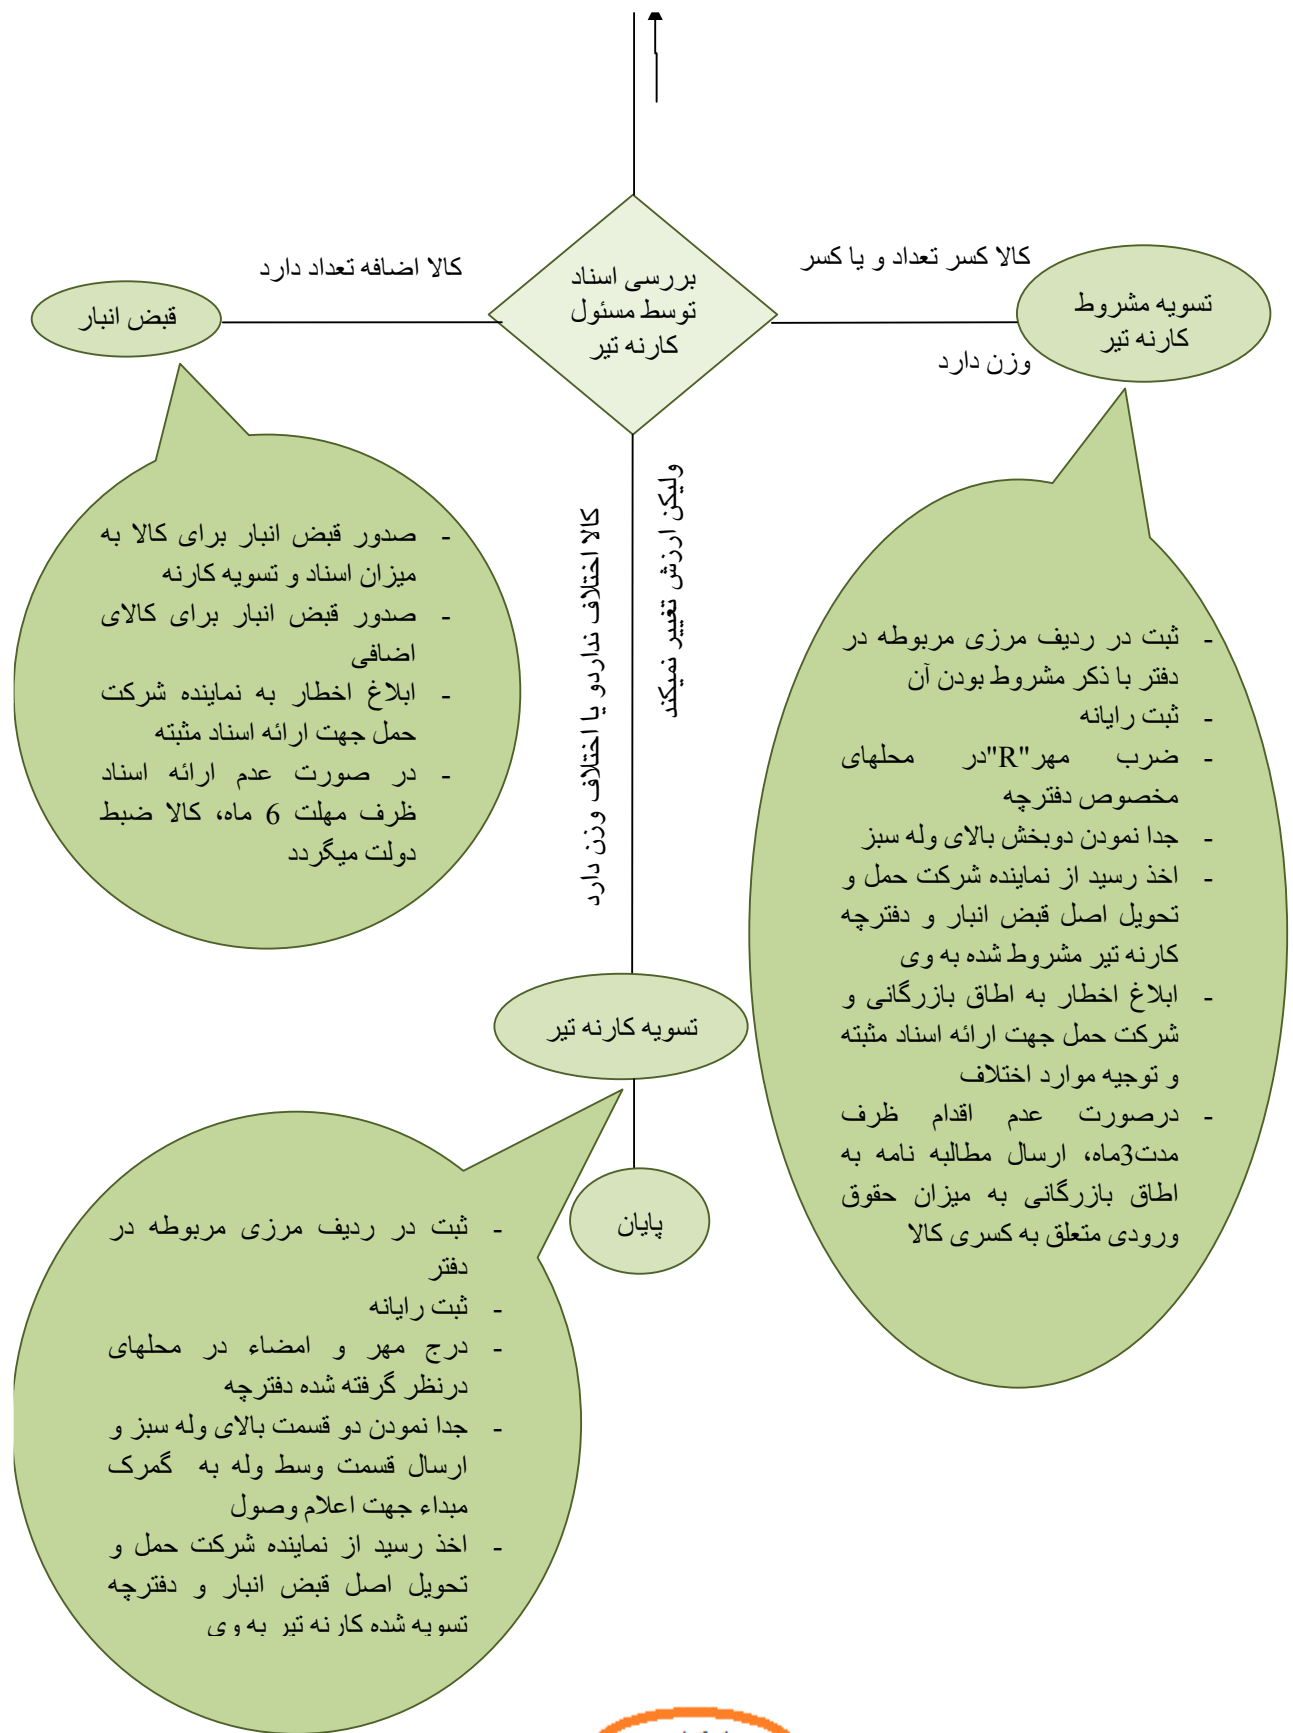 کالا کسر تعداد و یا کسر
وزن دارد
تسویه مشروط
کارنه تیر
بررسی اسناد
توسط مسئول
کارنه تیر
کالا اضافه تعداد دارد
قبض انبار
- ثبت در ردیف مرزی مربوطه در
دفتر با ذکر مشروط بودن آن
- ثبت رایانه
- ضرب مهر"R"در محلهای
مخصوص دفترچه
- جدا نمودن دوبخش بالای وله سبز
- اخذ رسید از نماینده شرکت حمل و
تحویل اصل قبض انبار و دفترچه
کارنه تیر مشروط شده به وی
- ابلاغ اخطار به اطاق بازرگانی و
شرکت حمل جهت ارائه اسناد مثبته
و توجیه موارد اختلاف
- درصورت عدم اقدام ظرف
مدت3ماه، ارسال مطالبه نامه به
اطاق بازرگانی به میزان حقوق
ورودی متعلق به کسری کالا
کالا اختلاف نداردو یا اختلاف وزن دارد
ولیکن ارزش تغییر نمیکند
- صدور قبض انبار برای کالا به
میزان اسناد و تسویه کارنه
- صدور قبض انبار برای کالای
اضافی
- ابلاغ اخطار به نماینده شرکت
حمل جهت ارائه اسناد مثبته
- در صورت عدم ارائه اسناد
ظرف مهلت 6 ماه، کالا ضبط
دولت میگردد
تسویه کارنه تیر
پایان
- ثبت در ردیف مرزی مربوطه در
دفتر
- ثبت رایانه
- درج مهر و امضاء در محلهای
درنظر گرفته شده دفترچه
- جدا نمودن دو قسمت بالای وله سبز و
ارسال قسمت وسط وله به گمرک
مبداء جهت اعلام وصول
- اخذ رسید از نماینده شرکت حمل و
تحویل اصل قبض انبار و دفترچه
تسویه شده کارنه تیر به وی